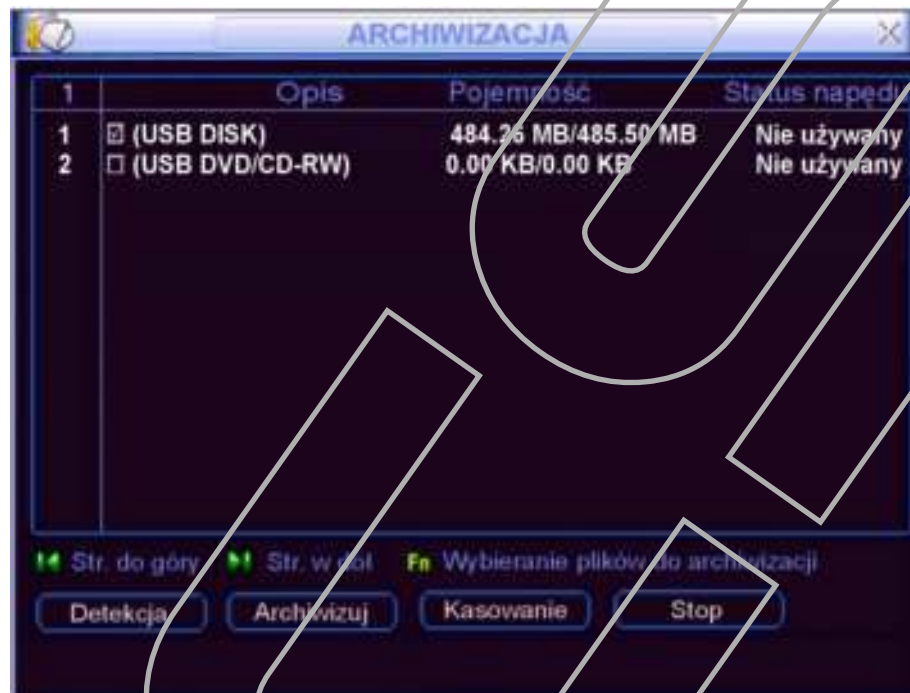 ARCHIWIZACJA
1 Opis Pojemność Status napędu
1 ☑ (USB DISK) 484.26 MB/485.50 MB Nie używany
2 ☐ (USB DVD/CD-RW) 0.00 KB/0.00 KB Nie używany
Str. do góry Str. w dół Fn Wybieranie plików do archiwizacji
Detekcja Archiwizuj Kasowanie Stop